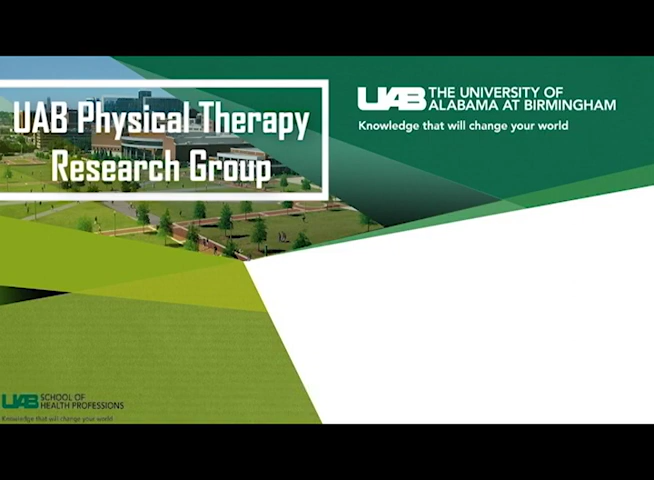 UAB Physical Therapy
Research Group
UAB THE UNIVERSITY OF
ALABAMA AT BIRMINGHAM
Knowledge that will change your world
UAB SCHOOL OF
HEALTH PROFESSIONS
Knowledge that will change your world